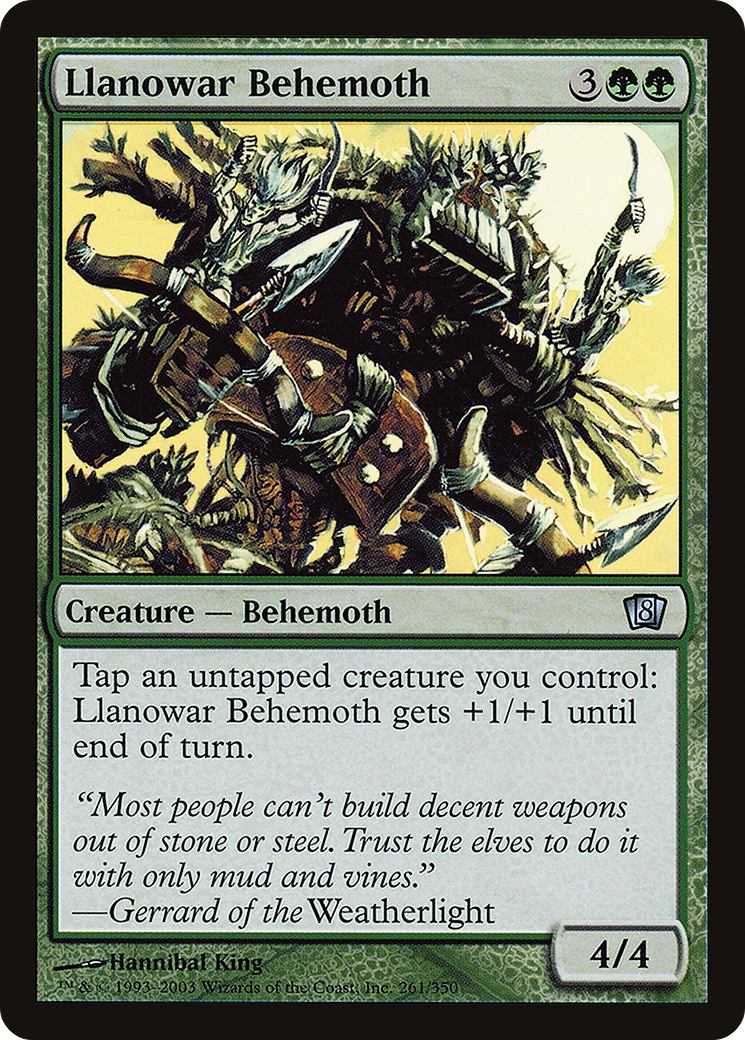 Llanowar Behemoth 3
Creature — Behemoth 8
Tap an untapped creature you control:
Llanowar Behemoth gets +1/+1 until
end of turn.
“Most people can’t build decent weapons
out of stone or steel. Trust the elves to do it
with only mud and vines.”
—Gerrard of the Weatherlight
4/4
Hannibal King
™ & © 1993–2003 Wizards of the Coast, Inc. 261/350